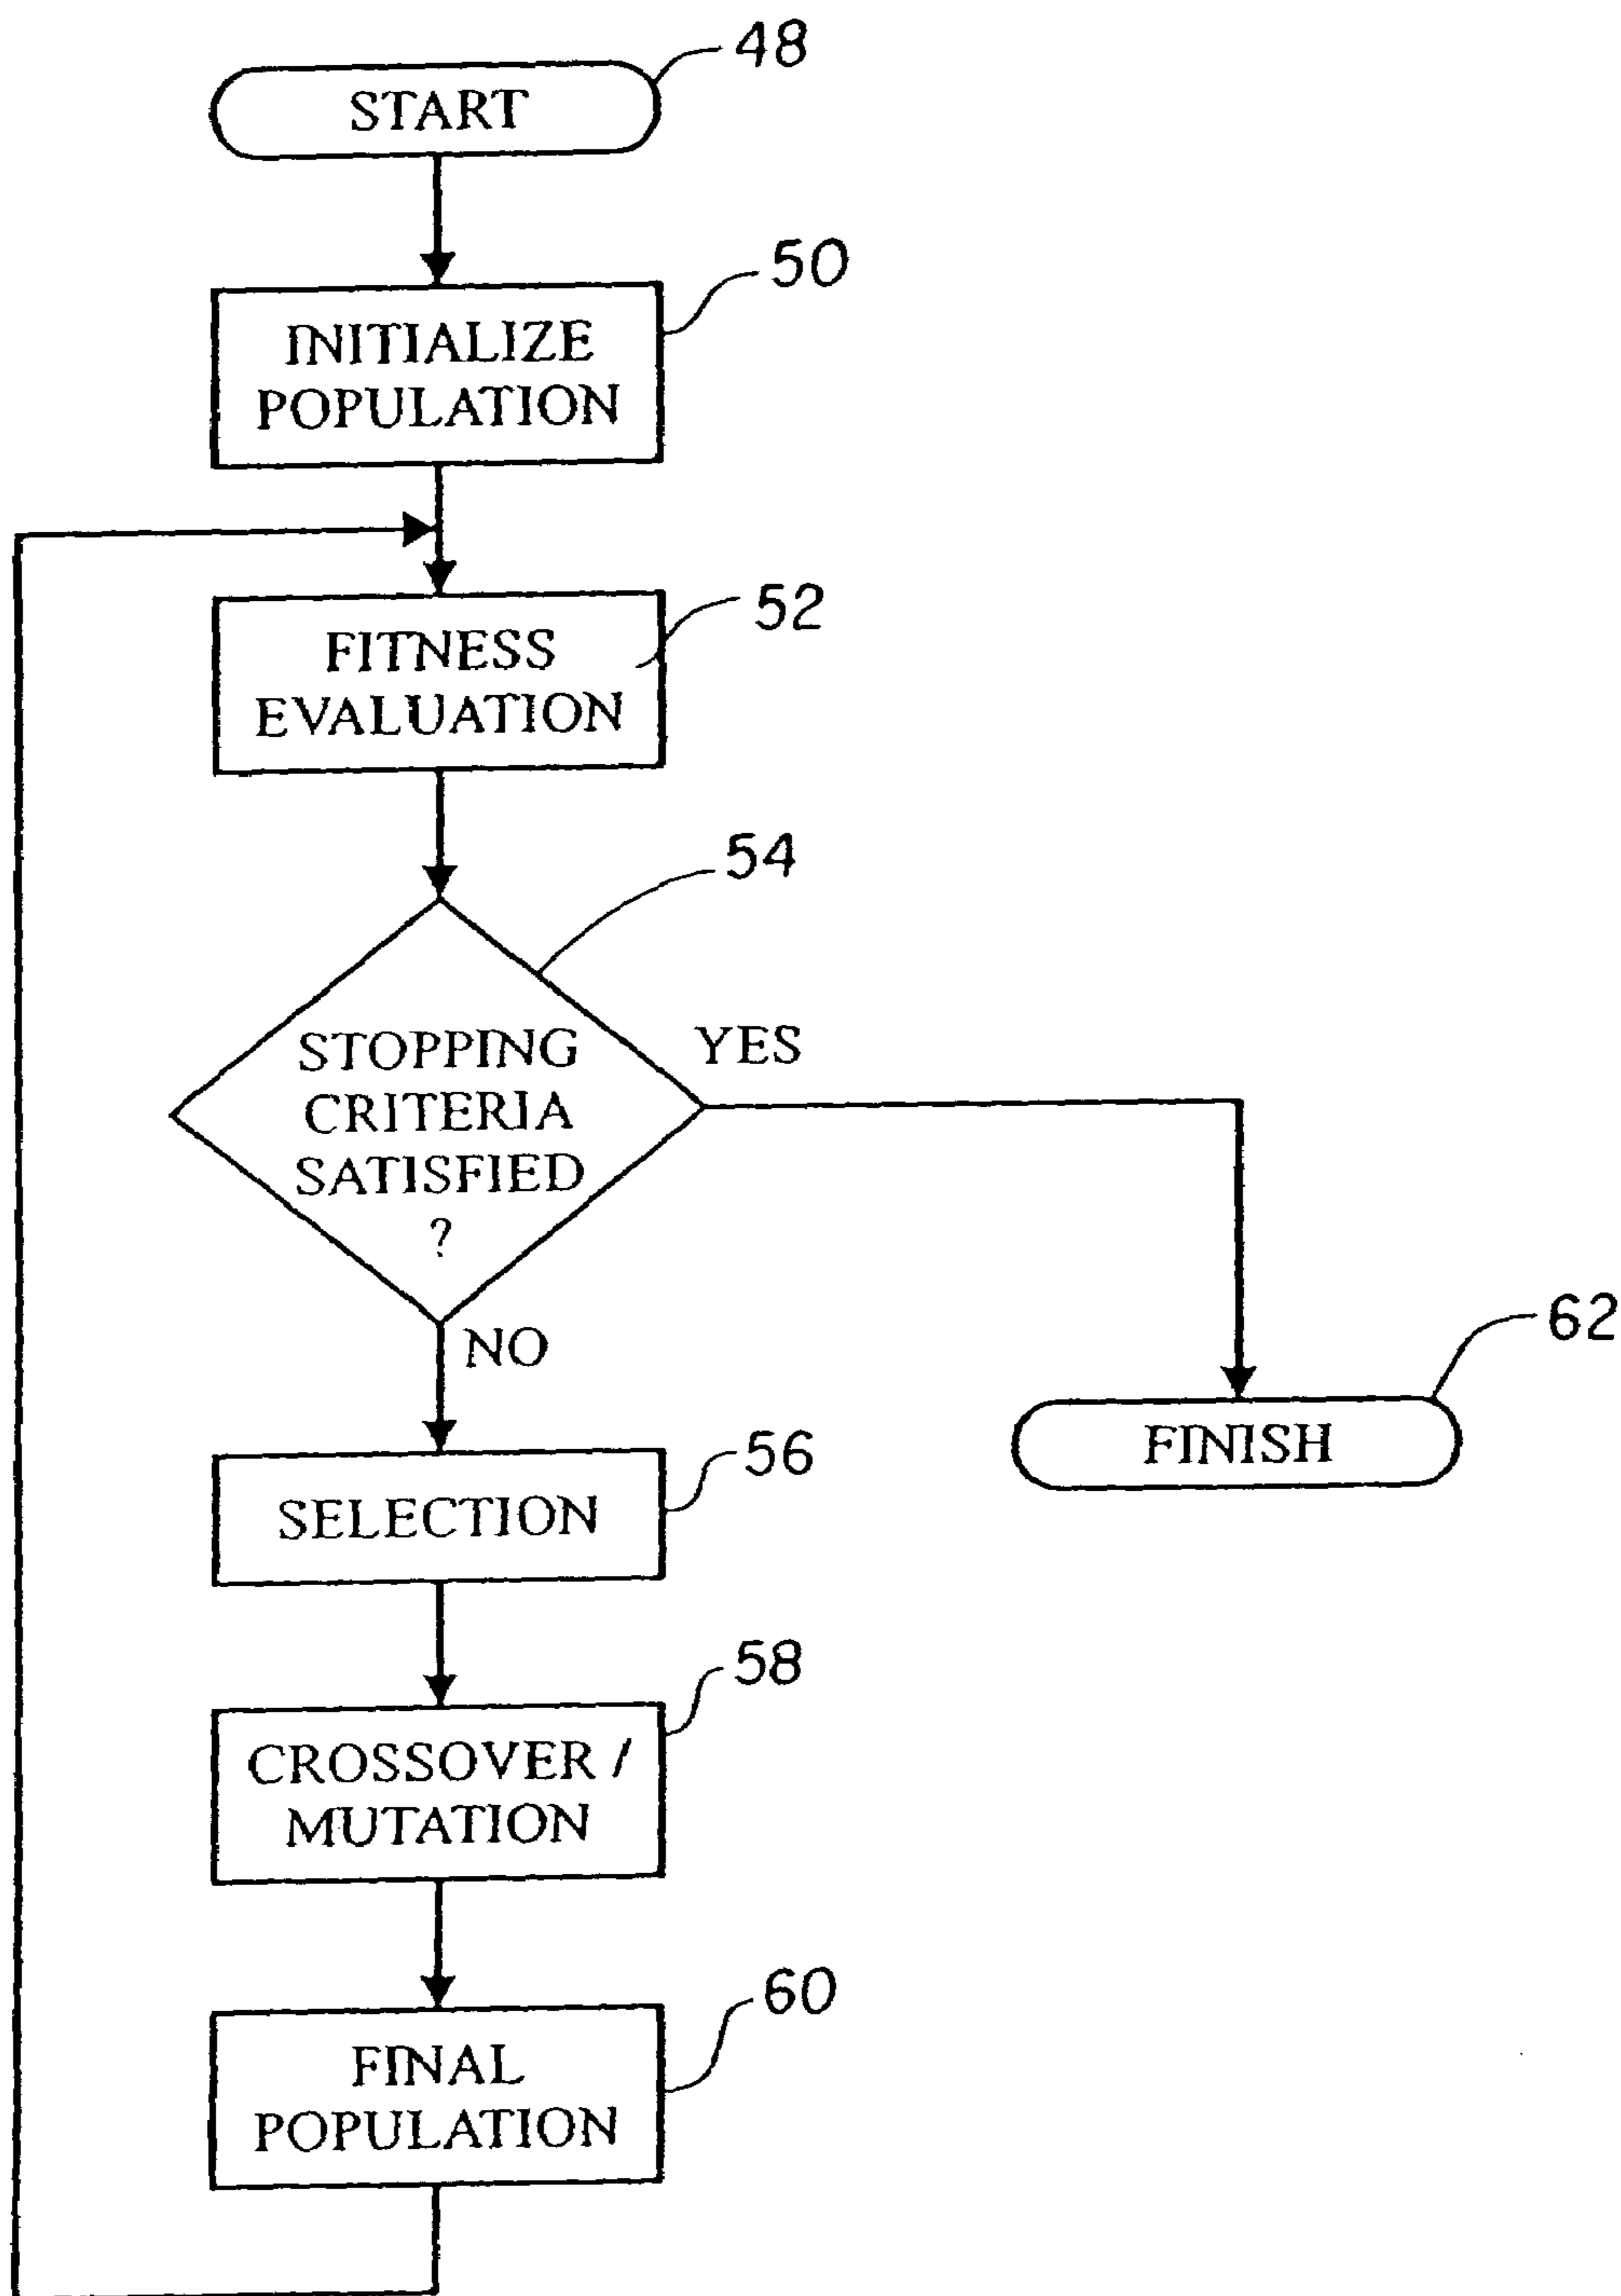 48
START
50
INITIALIZE
POPULATION
52
FITNESS
EVALUATION
54
STOPPING
CRITERIA
SATISFIED
?
YES
NO
62
FINISH
56
SELECTION
58
CROSSOVER /
MUTATION
60
FINAL
POPULATION